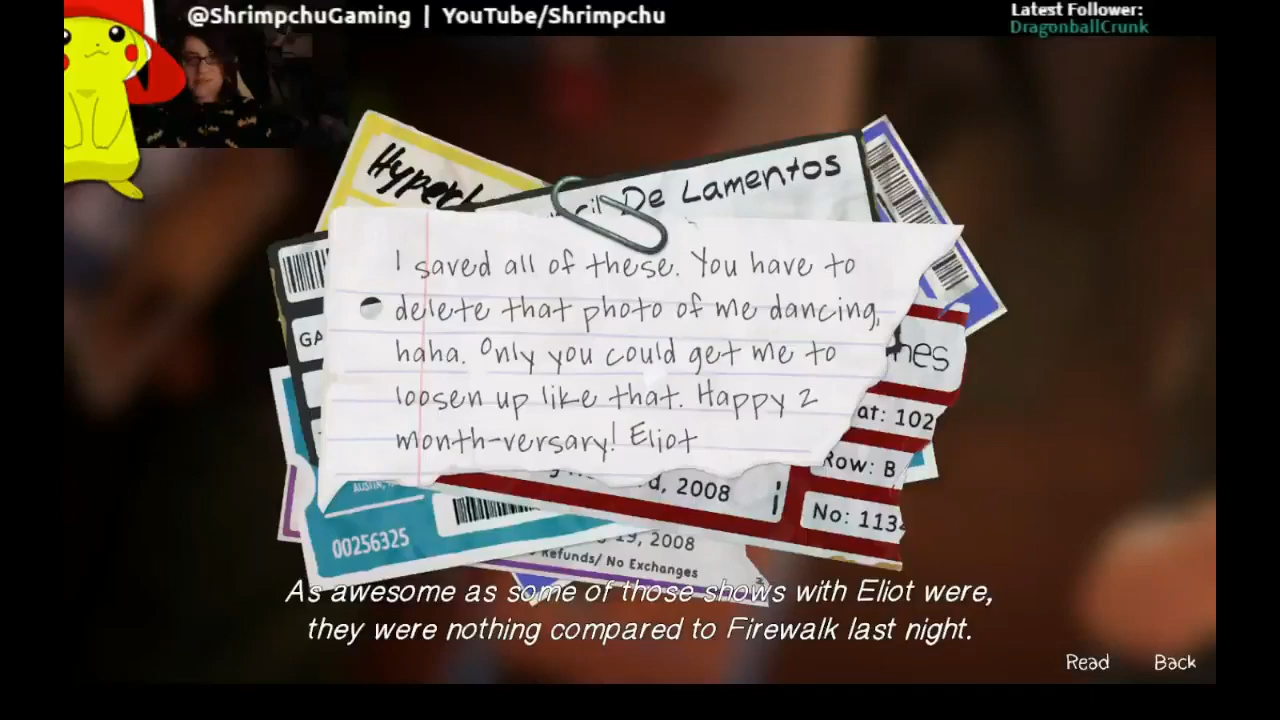 @ShrimpchuGaming | YouTube/Shrimpchu
Latest Follower:
DragonballCrunk
De Lamentos
I saved all of these. You have to
delete that photo of me dancing,
haha. Only you could get me to
loosen up like that. Happy 2
month-versary! Eliot
102
Row: B
d, 2008
No: 1134
00256325
19, 2008
Refunds/ No Exchanges
As awesome as some of those shows with Eliot were,
they were nothing compared to Firewalk last night.
Read
Back